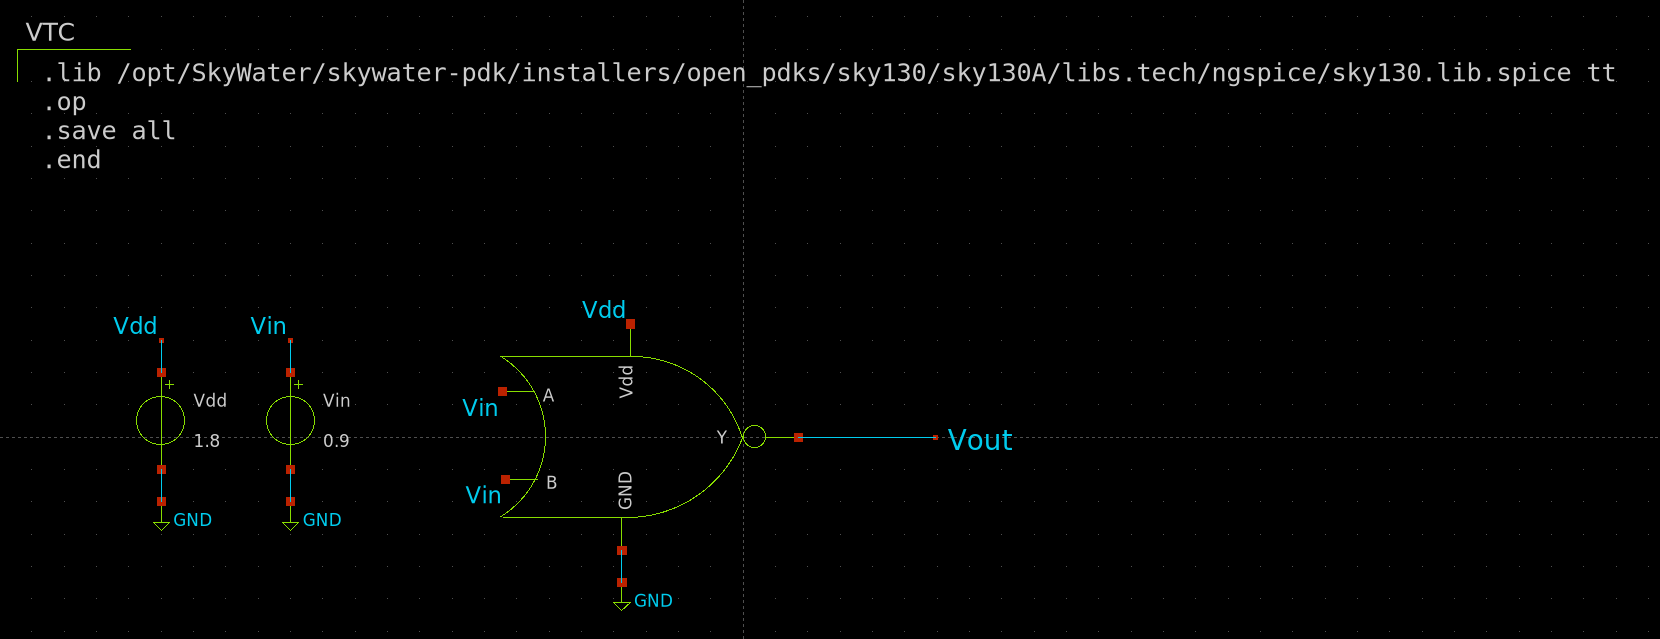 VTC
.lib /opt/SkyWater/skywater-pdk/installers/open_pdks/sky130/sky130A/libs.tech/ngspice/sky130.lib.spice tt
.op
.save all
.end
Vdd
Vdd
Vin
+
+
Vdd
Vdd
Vin
A
Vin
Vdd
1.8
Vin
0.9
Y
Vout
GND
B
Vin
GND
GND
GND